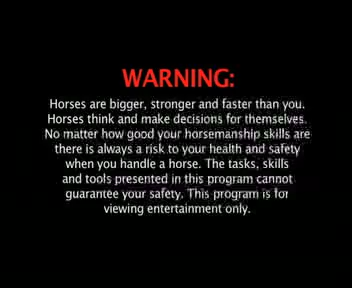 WARNING:
Horses are bigger, stronger and faster than you.
Horses think and make decisions for themselves.
No matter how good your horsemanship skills are
there is always a risk to your health and safety
when you handle a horse. The tasks, skills
and tools presented in this program cannot
guarantee your safety. This program is for
viewing entertainment only.